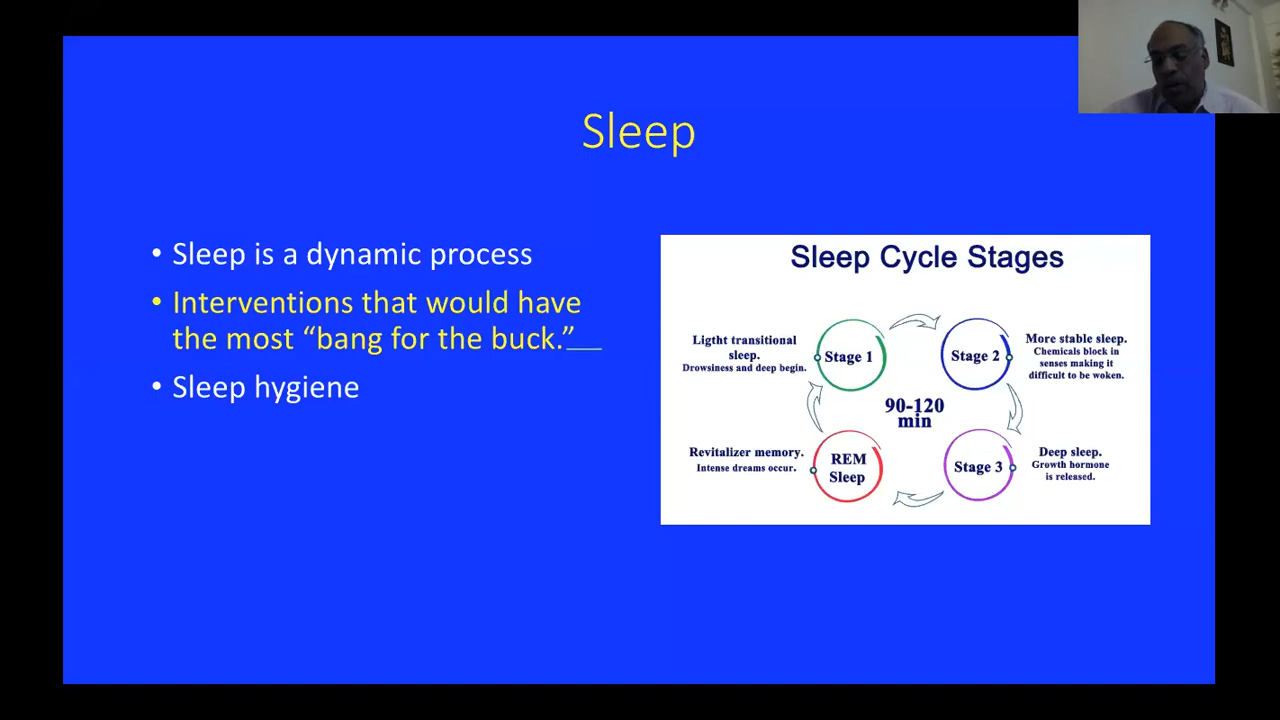 Sleep
• Sleep is a dynamic process
• Interventions that would have
the most “bang for the buck.”
• Sleep hygiene
Sleep Cycle Stages
Ligtht transitional
sleep.
Drowsiness and deep begin.
Stage 1
Stage 2
More stable sleep.
Chemicals block in
senses making it
difficult to be woken.
90-120
min
Revitalizer memory.
Intense dreams occur.
REM
Sleep
Stage 3
Deep sleep.
Growth hormone
is released.